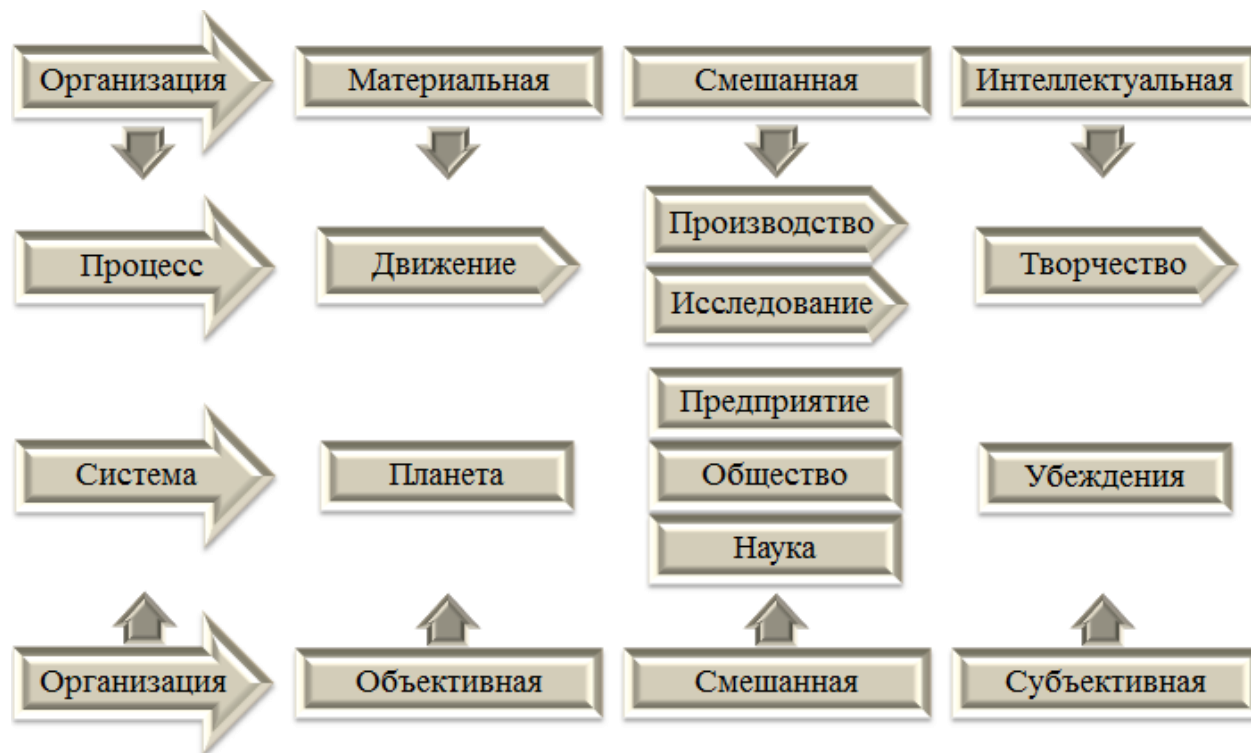 Организация
Материальная
Смешанная
Интеллектуальная
Процесс
Движение
Производство
Исследование
Творчество
Система
Планета
Предприятие
Общество
Наука
Убеждения
Организация
Объективная
Смешанная
Субъективная